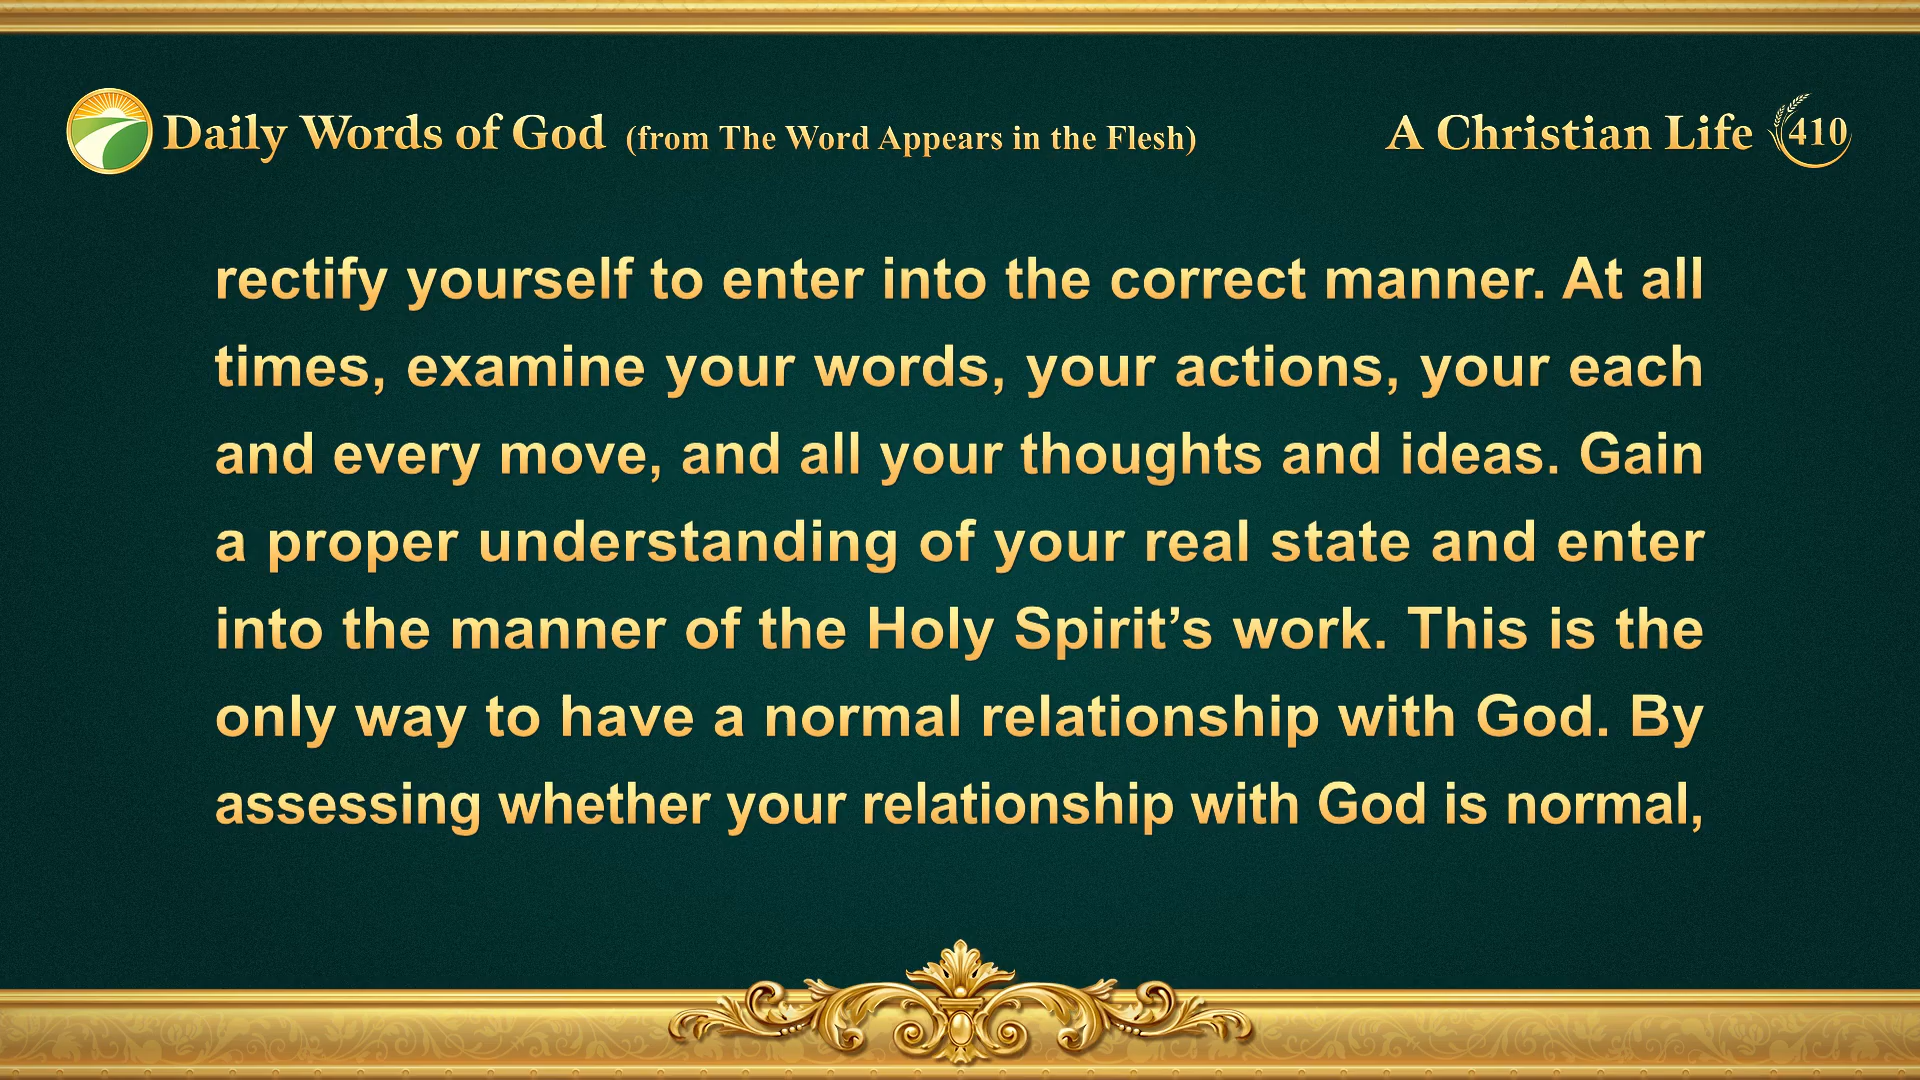 Daily Words of God (from The Word Appears in the Flesh) A Christian Life 410
rectify yourself to enter into the correct manner. At all
times, examine your words, your actions, your each
and every move, and all your thoughts and ideas. Gain
a proper understanding of your real state and enter
into the manner of the Holy Spirit’s work. This is the
only way to have a normal relationship with God. By
assessing whether your relationship with God is normal,